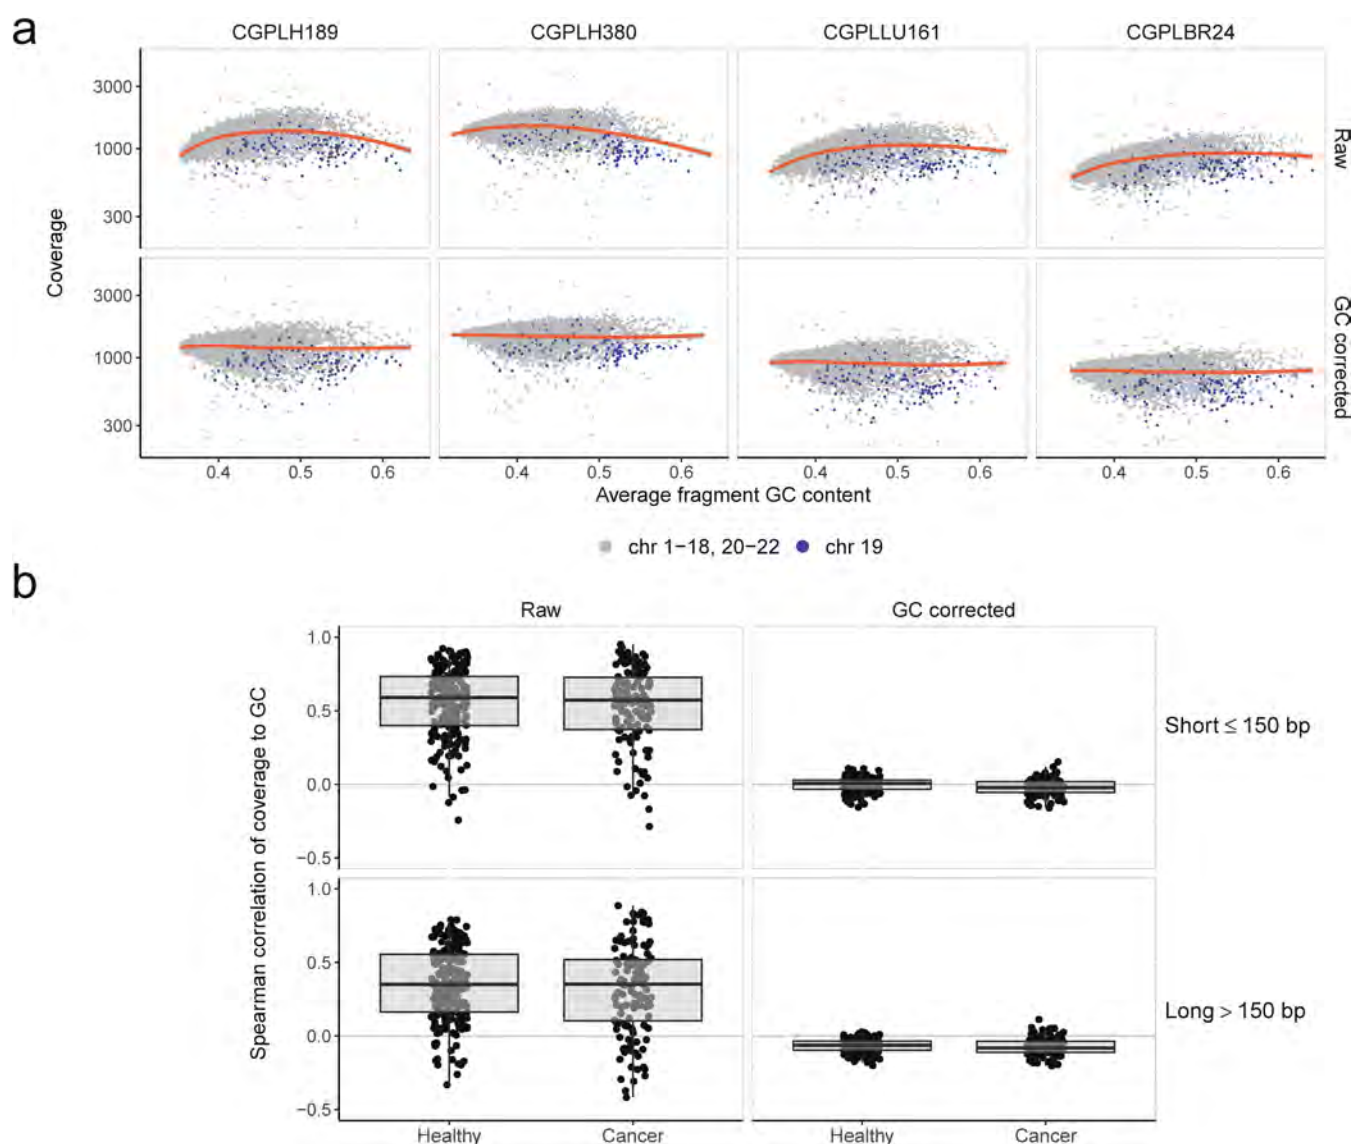 a
CGPLH189 CGPLH380 CGPLLU161 CGPLBR24
3000
1000
300
Raw
Coverage
3000
1000
300
GC corrected
0.4 0.5 0.6 0.4 0.5 0.6 0.4 0.5 0.6 0.4 0.5 0.6
Average fragment GC content
chr 1−18, 20−22 chr 19
b
Raw GC corrected
Spearman correlation of coverage to GC
1.0
0.5
0.0
−0.5
Short ≤ 150 bp
1.0
0.5
0.0
−0.5
Long > 150 bp
Healthy Cancer Healthy Cancer